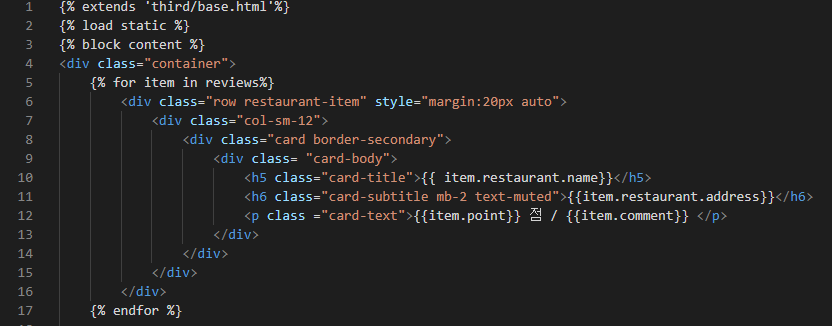 1 {% extends 'third/base.html'%}
2 {% load static %}
3 {% block content %}
4 <div class="container">
5 {% for item in reviews%}
6 <div class="row restaurant-item" style="margin:20px auto">
7 <div class="col-sm-12">
8 <div class="card border-secondary">
9 <div class= "card-body">
10 <h5 class="card-title">{{ item.restaurant.name}}</h5>
11 <h6 class="card-subtitle mb-2 text-muted">{{item.restaurant.address}}</h6>
12 <p class ="card-text">{{item.point}} 점 / {{item.comment}} </p>
13 </div>
14 </div>
15 </div>
16 </div>
17 {% endfor %}